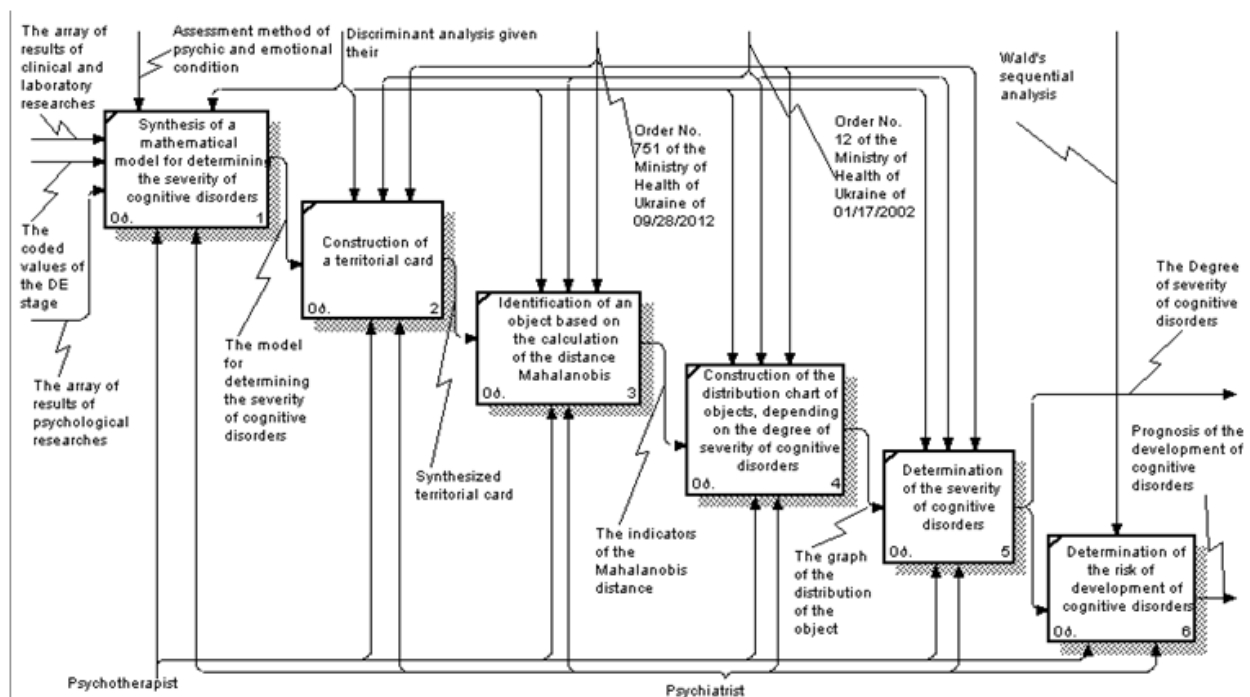 The array of
results of
clinical and
laboratory
researches
Assessment method of
psychic and emotional
condition
Discriminant analysis given
their
Wald's
sequential
analysis
Order No.
751 of the
Ministry of
Health of
Ukraine of
09/28/2012
Order No.
12 of the
Ministry of
Health of
Ukraine of
01/17/2002
Synthesis of a
mathematical
model for determining
the severity of
cognitive disorders
0д.
1
Construction of
a territorial card
0д.
2
Identification of an
object based on
the calculation
of the distance
Mahalanobis
0д.
3
Construction of the
distribution chart of
objects, depending
on the degree of
severity of cognitive
disorders
0д.
4
Determination
of the severity
of cognitive
disorders
0д.
5
Determination of
the risk of
development of
cognitive disorders
0д.
6
The
coded
values of
the DE
stage
The array of
results of
psychological
researches
The model
for
determining
the severity
of cognitive
disorders
Synthesized
territorial card
The indicators
of the
Mahalanobis
distance
The graph
of the
distribution
of the
object
The Degree
of severity
of cognitive
disorders
Prognosis of the
development of
cognitive
disorders
Psychotherapist
Psychiatrist